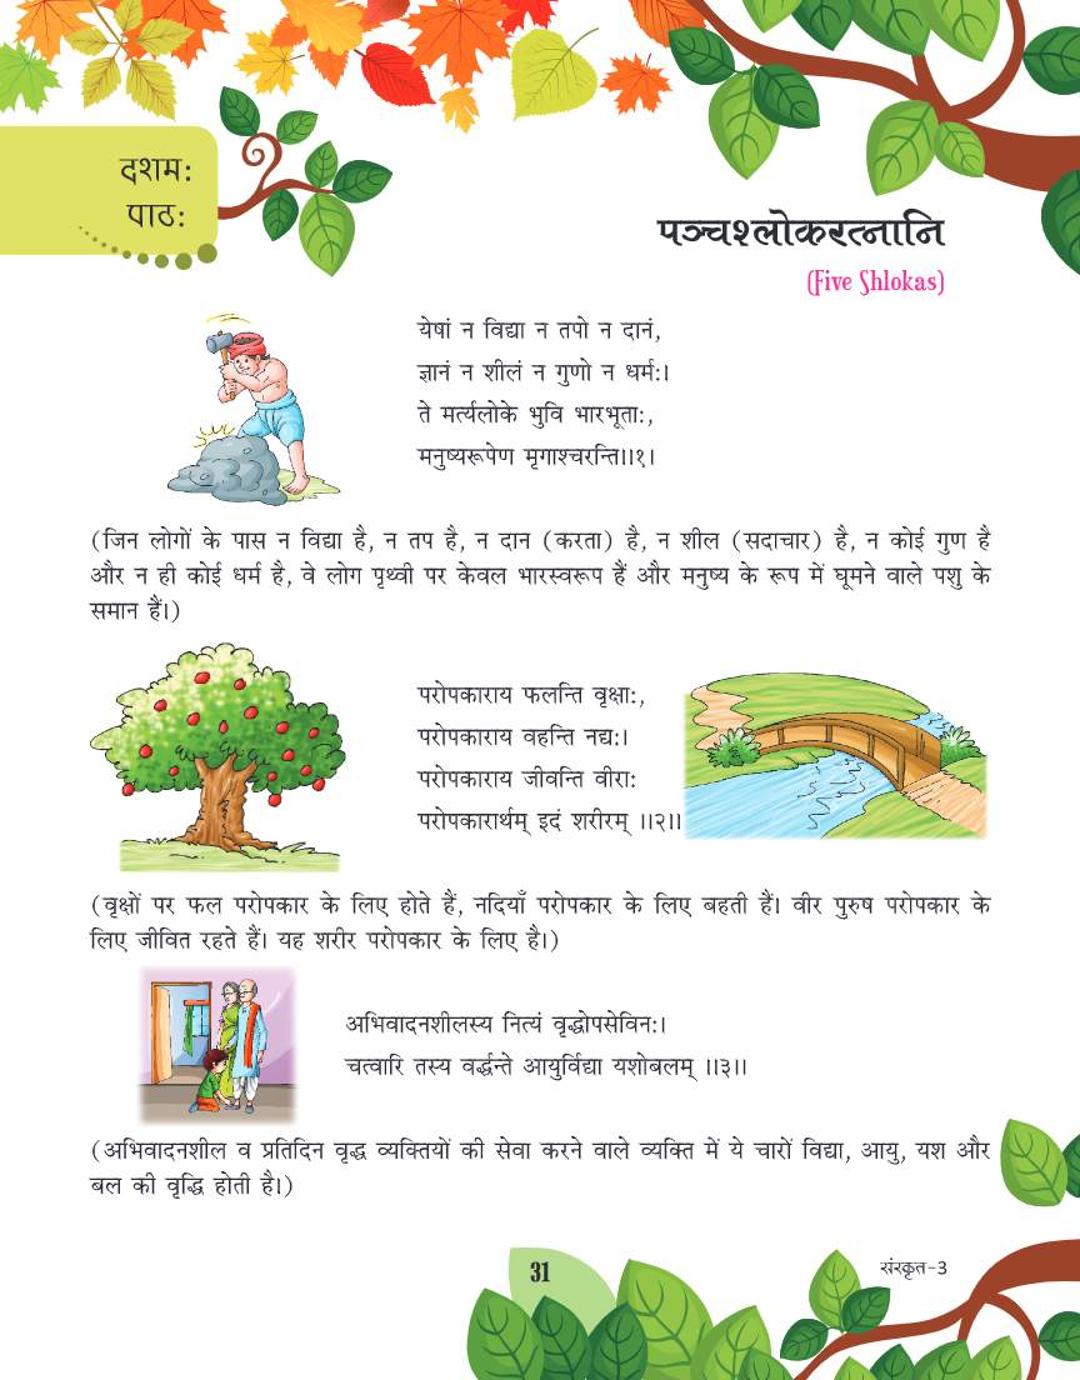 दशम:
पाठ:
पञ्चश्लोकरत्नानि
(Five Shlokas)
येषां न विद्या न तपो न दानं,
ज्ञानं न शीलं न गुणो न धर्म:।
ते मर्त्यलोके भुवि भारभूता:,
मनुष्यरूपेण मृगाश्चरन्ति।।१।
(जिन लोगों के पास न विद्या है, न तप है, न दान (करता) है, न शील (सदाचार) है, न कोई गुण है
और न ही कोई धर्म है, वे लोग पृथ्वी पर केवल भारस्वरूप हैं और मनुष्य के रूप में घूमने वाले पशु के
समान हैं।)
परोपकाराय फलन्ति वृक्षा:,
परोपकाराय वहन्ति नद्य:।
परोपकाराय जीवन्ति वीरा:
परोपकारार्थम् इदं शरीरम् ।।२।।
(वृक्षों पर फल परोपकार के लिए होते हैं, नदियाँ परोपकार के लिए बहती हैं। वीर पुरुष परोपकार के
लिए जीवित रहते हैं। यह शरीर परोपकार के लिए है।)
अभिवादनशीलस्य नित्यं वृद्धोपसेविन:।
चत्वारि तस्य वर्द्धन्ते आयुर्विद्या यशोबलम् ।।३।।
(अभिवादनशील व प्रतिदिन वृद्ध व्यक्तियों की सेवा करने वाले व्यक्ति में ये चारों विद्या, आयु, यश और
बल की वृद्धि होती है।)
31
संस्कृत-3